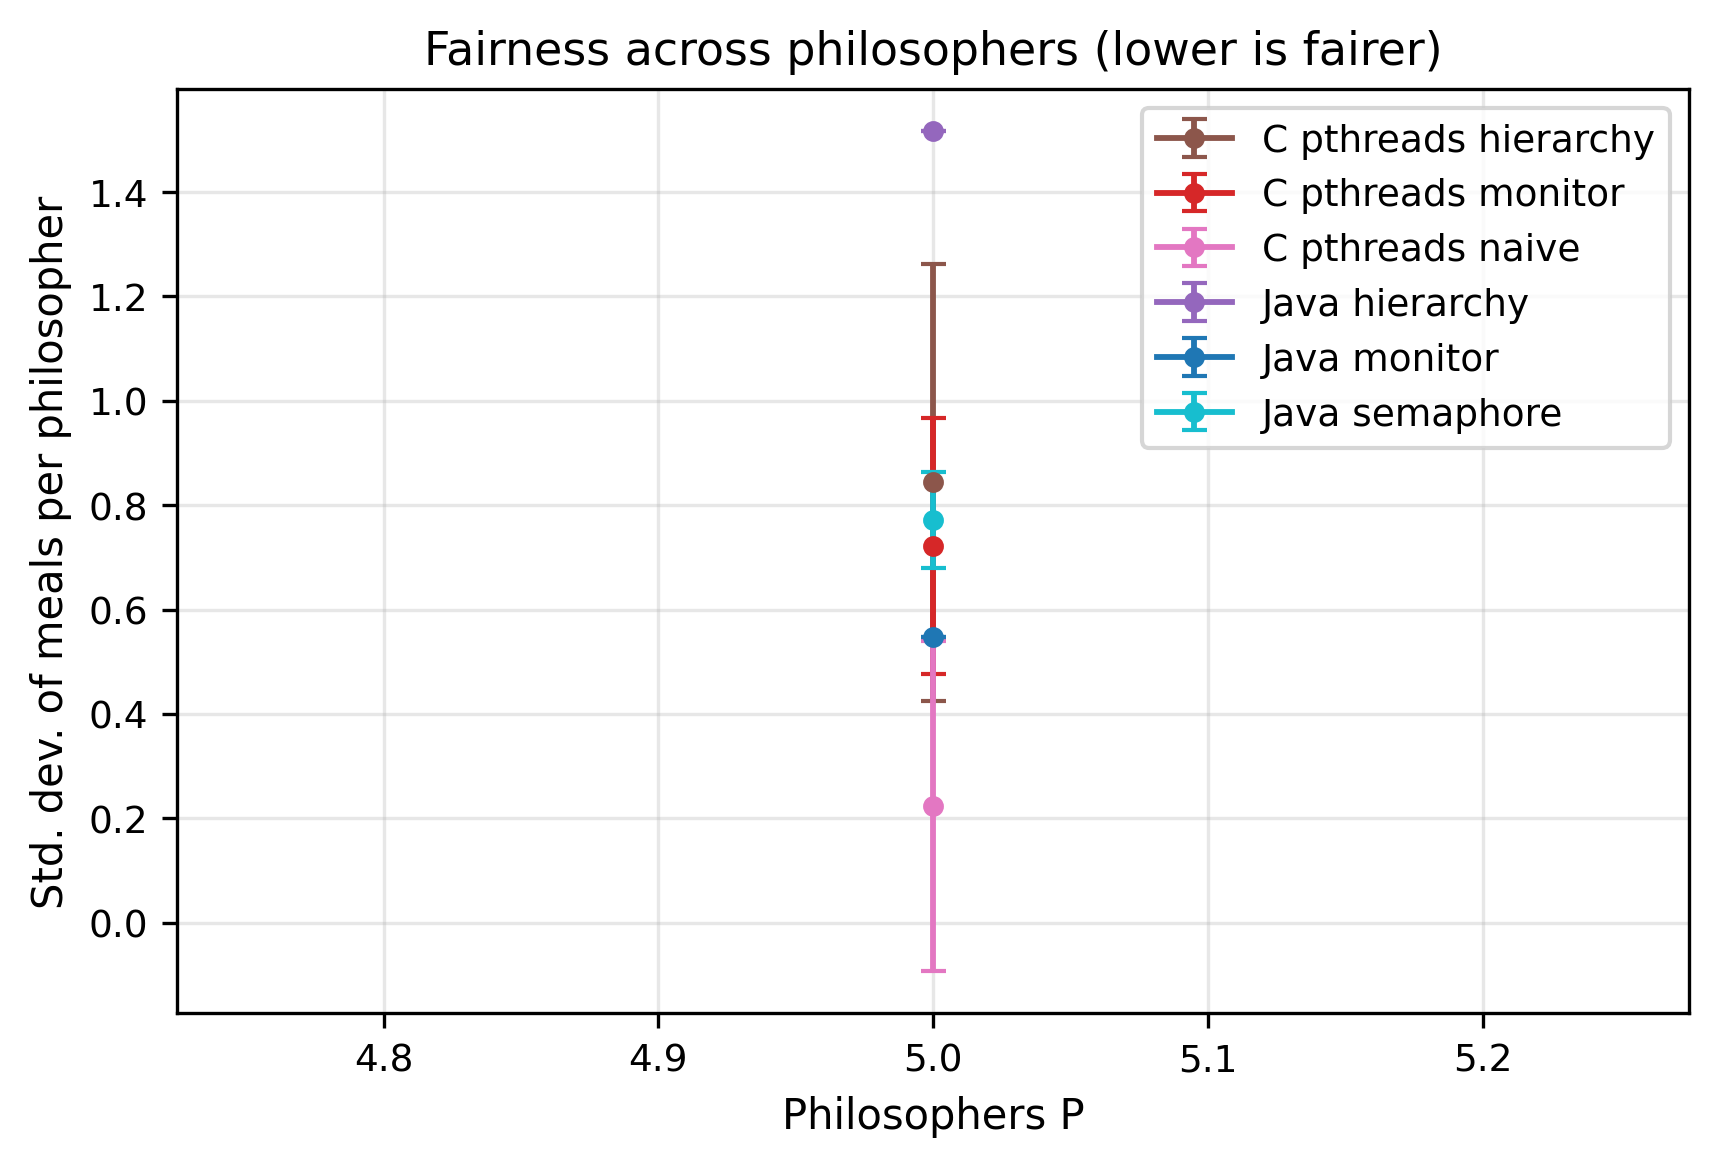 Fairness across philosophers (lower is fairer)
C pthreads hierarchy
C pthreads monitor
C pthreads naive
Java hierarchy
Java monitor
Java semaphore
Std. dev. of meals per philosopher
1.4
1.2
1.0
0.8
0.6
0.4
0.2
0.0
4.8 4.9 5.0 5.1 5.2
Philosophers P